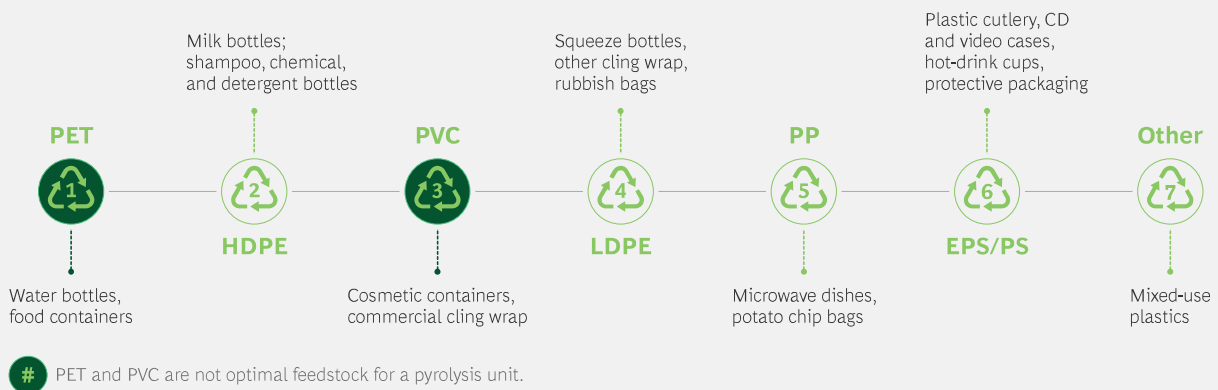 Milk bottles;
shampoo, chemical,
and detergent bottles
Squeeze bottles,
other cling wrap,
rubbish bags
Plastic cutlery, CD
and video cases,
hot-drink cups,
protective packaging
PET
PVC
PP
Other
1
2
3
4
5
6
7
HDPE
LDPE
EPS/PS
Water bottles,
food containers
Cosmetic containers,
commercial cling wrap
Microwave dishes,
potato chip bags
Mixed-use
plastics
# PET and PVC are not optimal feedstock for a pyrolysis unit.